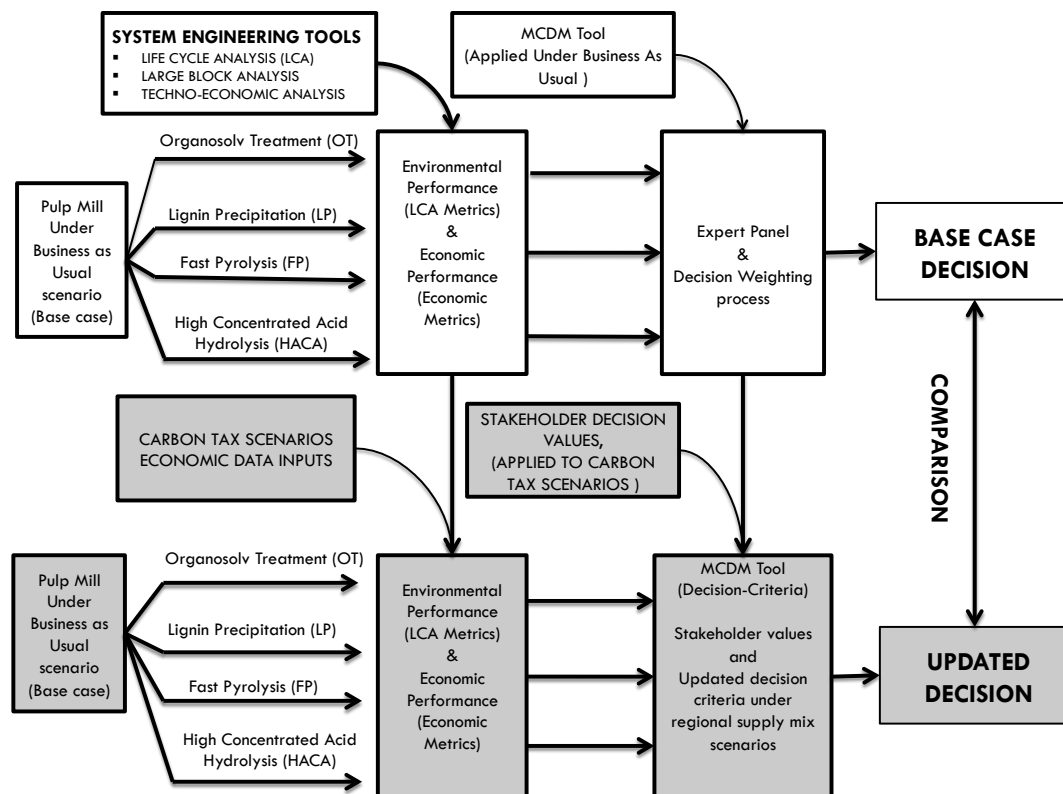 SYSTEM ENGINEERING TOOLS
▪ LIFE CYCLE ANALYSIS (LCA)
▪ LARGE BLOCK ANALYSIS
▪ TECHNO-ECONOMIC ANALYSIS
MCDM Tool
(Applied Under Business As
Usual )
Pulp Mill
Under
Business as
Usual
scenario
(Base case)
Organosolv Treatment (OT)
Lignin Precipitation (LP)
Fast Pyrolysis (FP)
High Concentrated Acid
Hydrolysis (HACA)
Environmental
Performance
(LCA Metrics)
&
Economic
Performance
(Economic
Metrics)
Expert Panel
&
Decision Weighting
process
BASE CASE
DECISION
CARBON TAX SCENARIOS
ECONOMIC DATA INPUTS
STAKEHOLDER DECISION
VALUES,
(APPLIED TO CARBON
TAX SCENARIOS )
COMPARISON
Pulp Mill
Under
Business as
Usual
scenario
(Base case)
Organosolv Treatment (OT)
Lignin Precipitation (LP)
Fast Pyrolysis (FP)
High Concentrated Acid
Hydrolysis (HACA)
Environmental
Performance
(LCA Metrics)
&
Economic
Performance
(Economic
Metrics)
MCDM Tool
(Decision-Criteria)
Stakeholder values
and
Updated decision
criteria under
regional supply mix
scenarios
UPDATED
DECISION